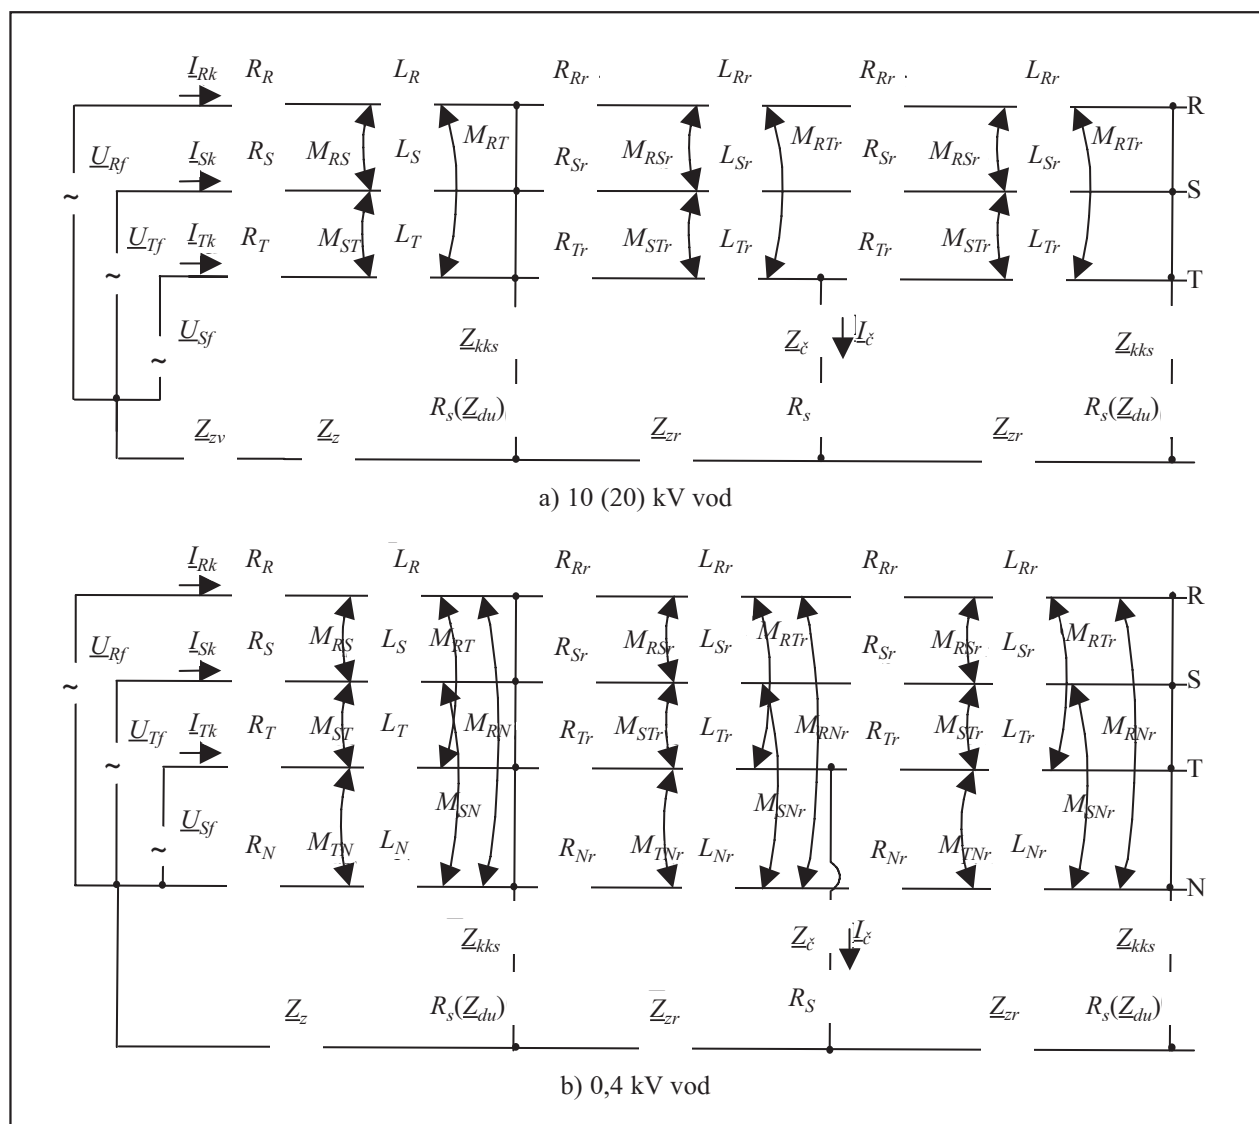 I_Rk R_R L_R R_Rr L_Rr R_Rr L_Rr
R
U_Rf I_Sk R_S M_RS L_S M_RT R_Sr M_RSr L_Sr M_RTr R_Sr M_RSr L_Sr M_RTr
~
S
U_Tf I_Tk R_T M_ST L_T R_Tr M_STr L_Tr R_Tr M_STr L_Tr
~
T
U_Sf Z_kks Z_č I_č Z_kks
~
Z_zv Z_z R_s(Z_du) Z_zr R_s Z_zr R_s(Z_du)
a) 10 (20) kV vod
I_Rk R_R L_R R_Rr L_Rr R_Rr L_Rr
R
U_Rf I_Sk R_S M_RS L_S M_RT R_Sr M_RSr L_Sr M_RTr R_Sr M_RSr L_Sr M_RTr
~
S
U_Tf I_Tk R_T M_ST L_T M_RN R_Tr M_STr L_Tr M_RNr R_Tr M_STr L_Tr M_RNr
~
T
U_Sf M_SN M_SNr M_SNr
~
R_N M_TN L_N R_Nr M_TNr L_Nr R_Nr M_TNr L_Nr
N
Z_kks Z_č I_č Z_kks
Z_z R_s(Z_du) Z_zr R_S Z_zr R_s(Z_du)
b) 0,4 kV vod